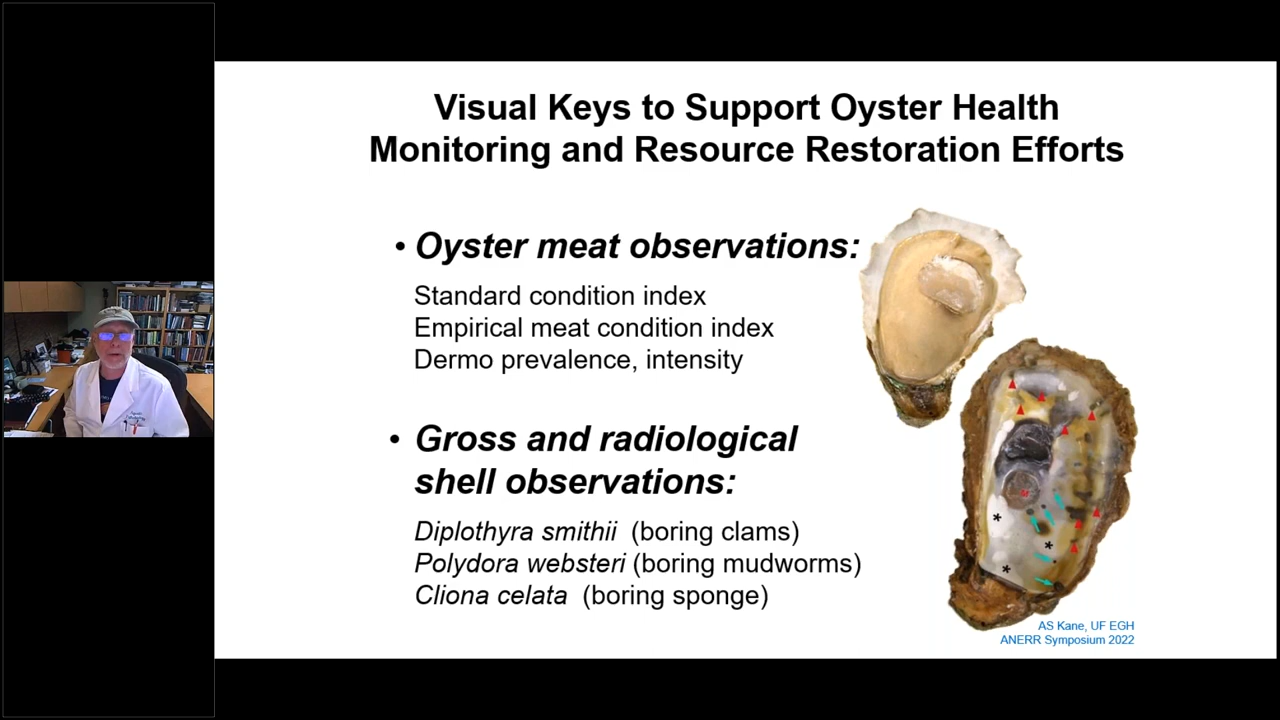 Visual Keys to Support Oyster Health
Monitoring and Resource Restoration Efforts
• Oyster meat observations:
Standard condition index
Empirical meat condition index
Dermo prevalence, intensity
• Gross and radiological
shell observations:
Diplothyra smithii (boring clams)
Polydora websteri (boring mudworms)
Cliona celata (boring sponge)
M
*
*
*
AS Kane, UF EGH
ANERR Symposium 2022